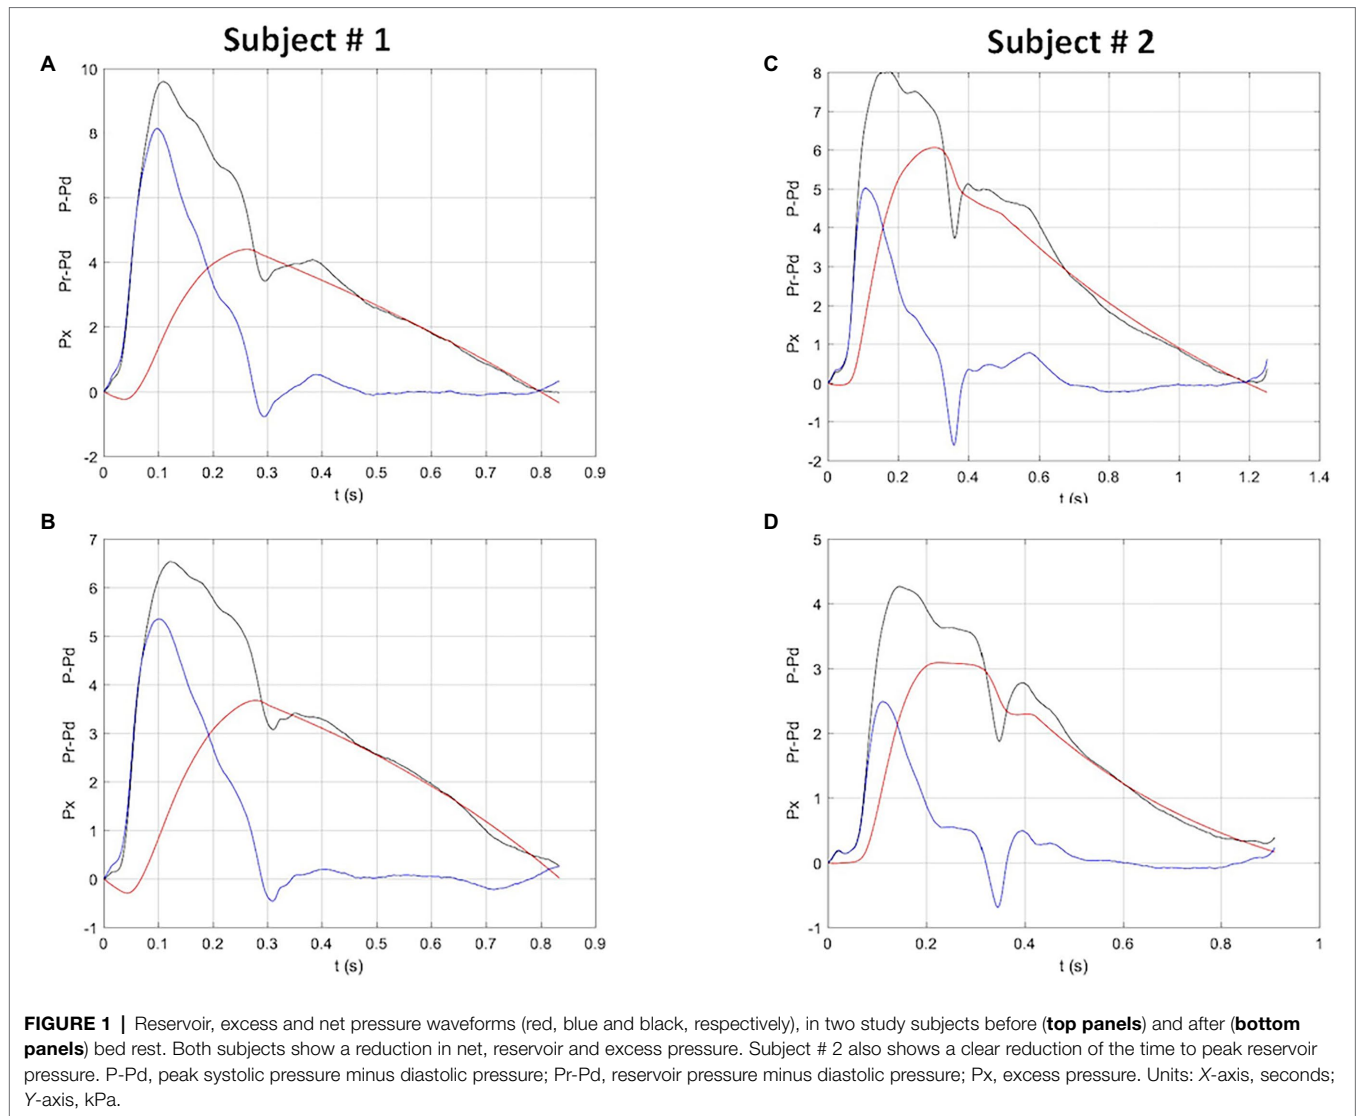 Subject # 1
Subject # 2
A
10
8
6
4
2
0
-2
P-Pd
Pr-Pd
Px
0 0.1 0.2 0.3 0.4 0.5 0.6 0.7 0.8 0.9
t (s)
C
8
7
6
5
4
3
2
1
0
-1
-2
P-Pd
Pr-Pd
Px
0 0.2 0.4 0.6 0.8 1 1.2 1.4
t (s)
B
7
6
5
4
3
2
1
0
-1
P-Pd
Pr-Pd
Px
0 0.1 0.2 0.3 0.4 0.5 0.6 0.7 0.8 0.9
t (s)
D
5
4
3
2
1
0
-1
P-Pd
Pr-Pd
Px
0 0.2 0.4 0.6 0.8 1
t (s)
FIGURE 1 | Reservoir, excess and net pressure waveforms (red, blue and black, respectively), in two study subjects before (top panels) and after (bottom
panels) bed rest. Both subjects show a reduction in net, reservoir and excess pressure. Subject # 2 also shows a clear reduction of the time to peak reservoir
pressure. P-Pd, peak systolic pressure minus diastolic pressure; Pr-Pd, reservoir pressure minus diastolic pressure; Px, excess pressure. Units: X-axis, seconds;
Y-axis, kPa.